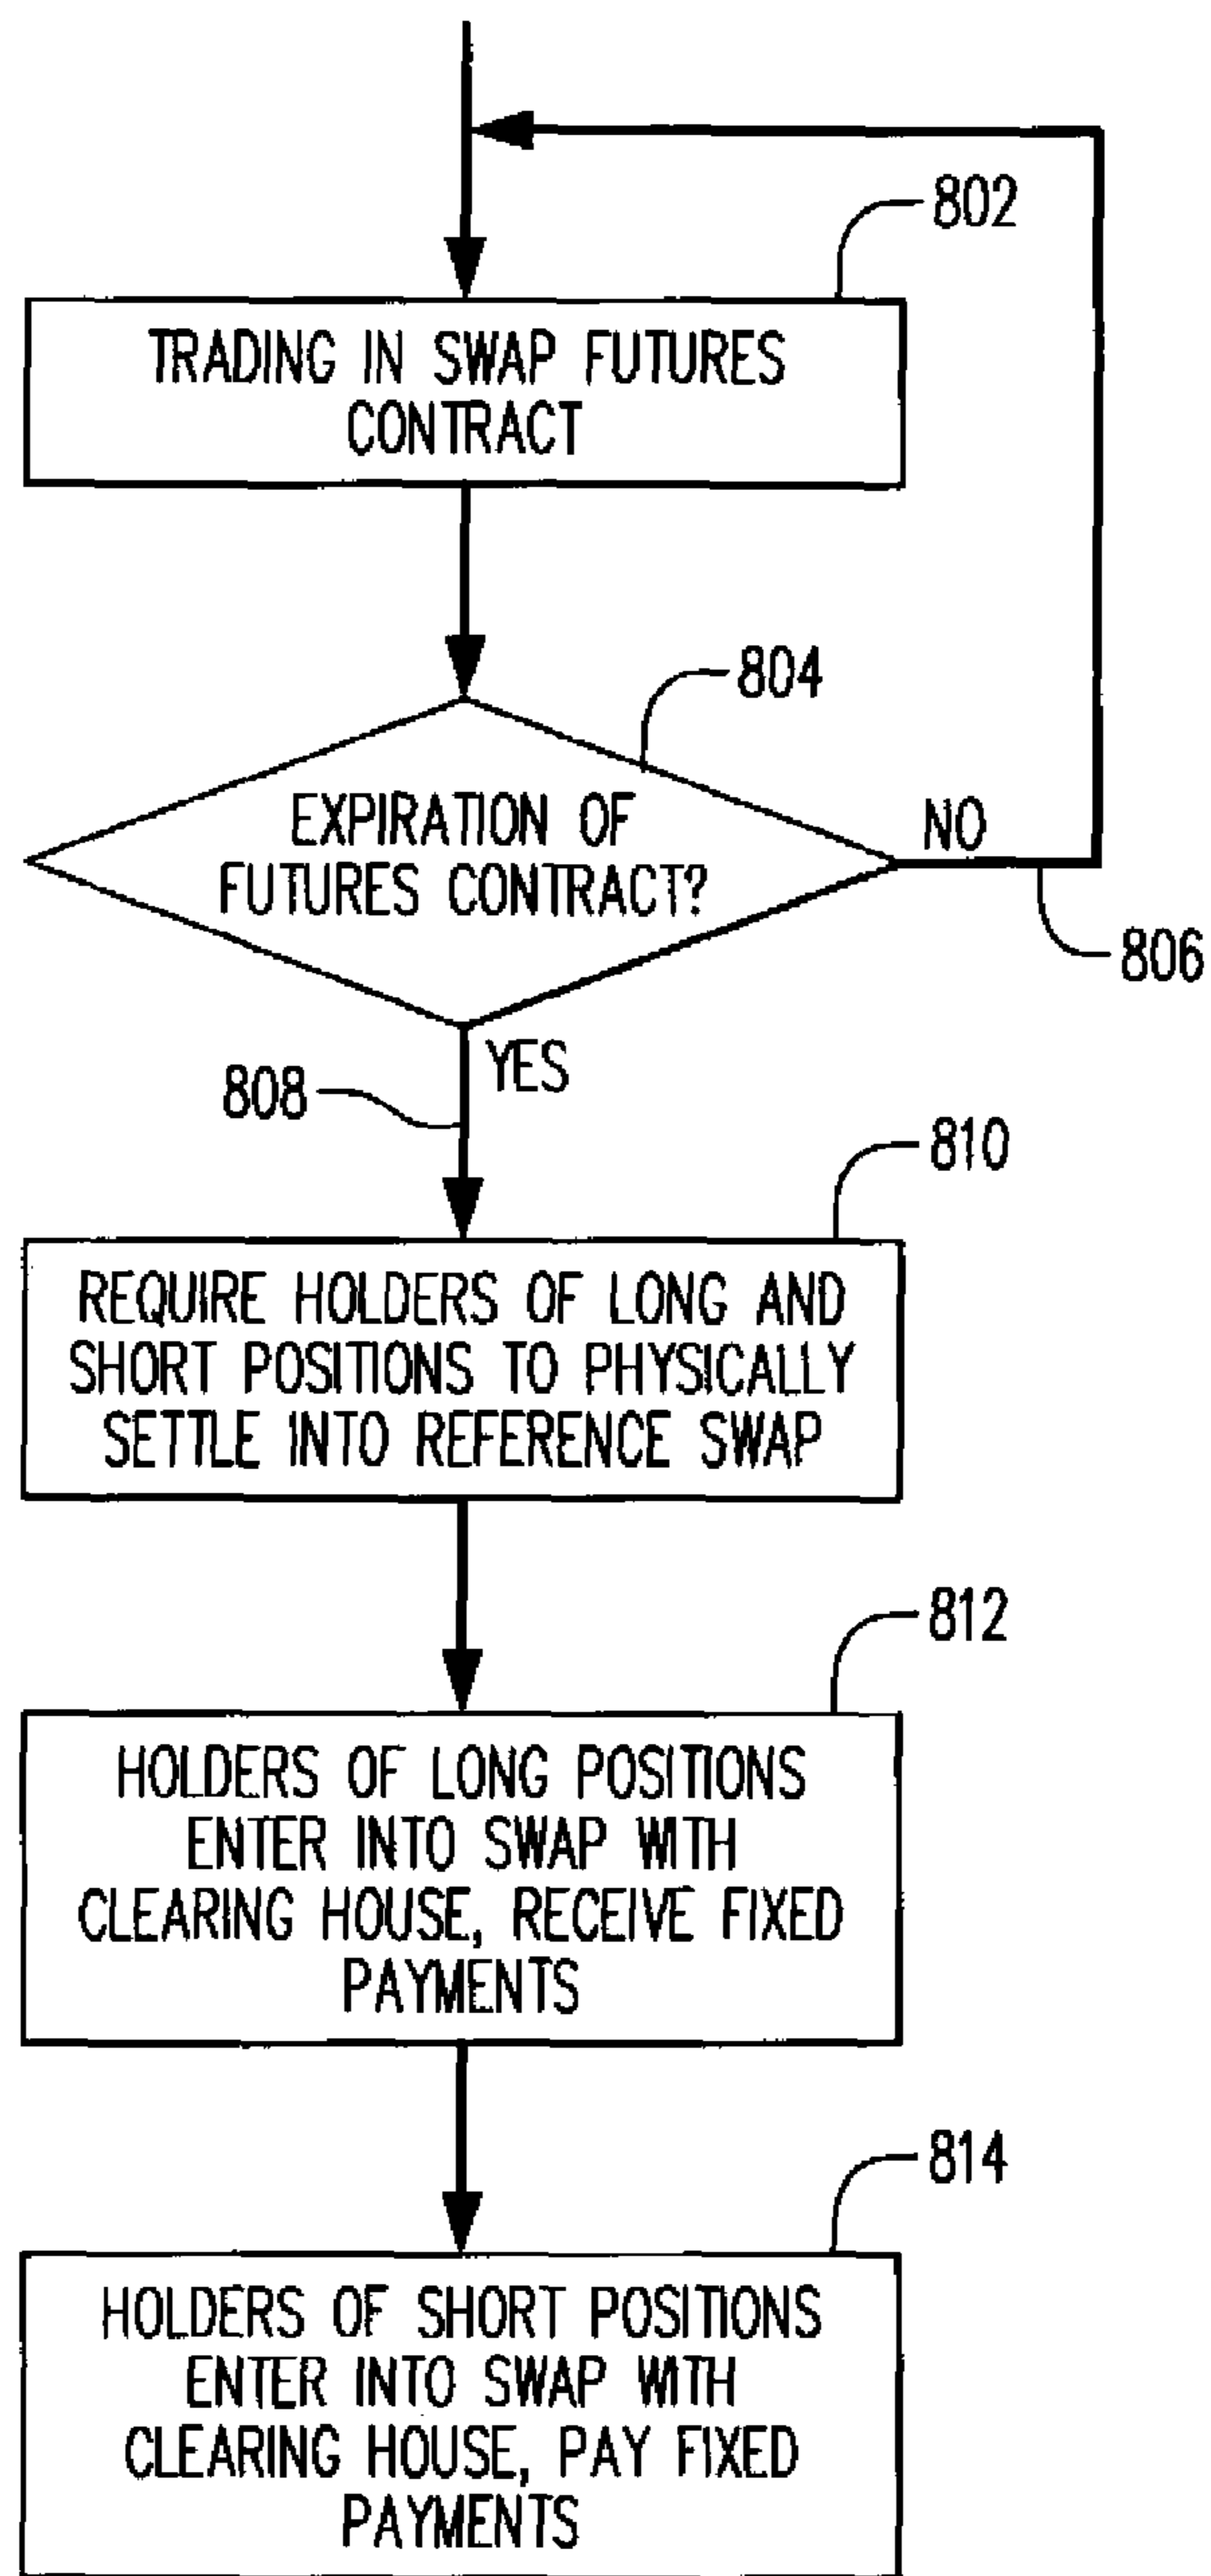 802
TRADING IN SWAP FUTURES
CONTRACT
804
EXPIRATION OF
FUTURES CONTRACT?
NO
806
YES
808
810
REQUIRE HOLDERS OF LONG AND
SHORT POSITIONS TO PHYSICALLY
SETTLE INTO REFERENCE SWAP
812
HOLDERS OF LONG POSITIONS
ENTER INTO SWAP WITH
CLEARING HOUSE, RECEIVE FIXED
PAYMENTS
814
HOLDERS OF SHORT POSITIONS
ENTER INTO SWAP WITH
CLEARING HOUSE, PAY FIXED
PAYMENTS